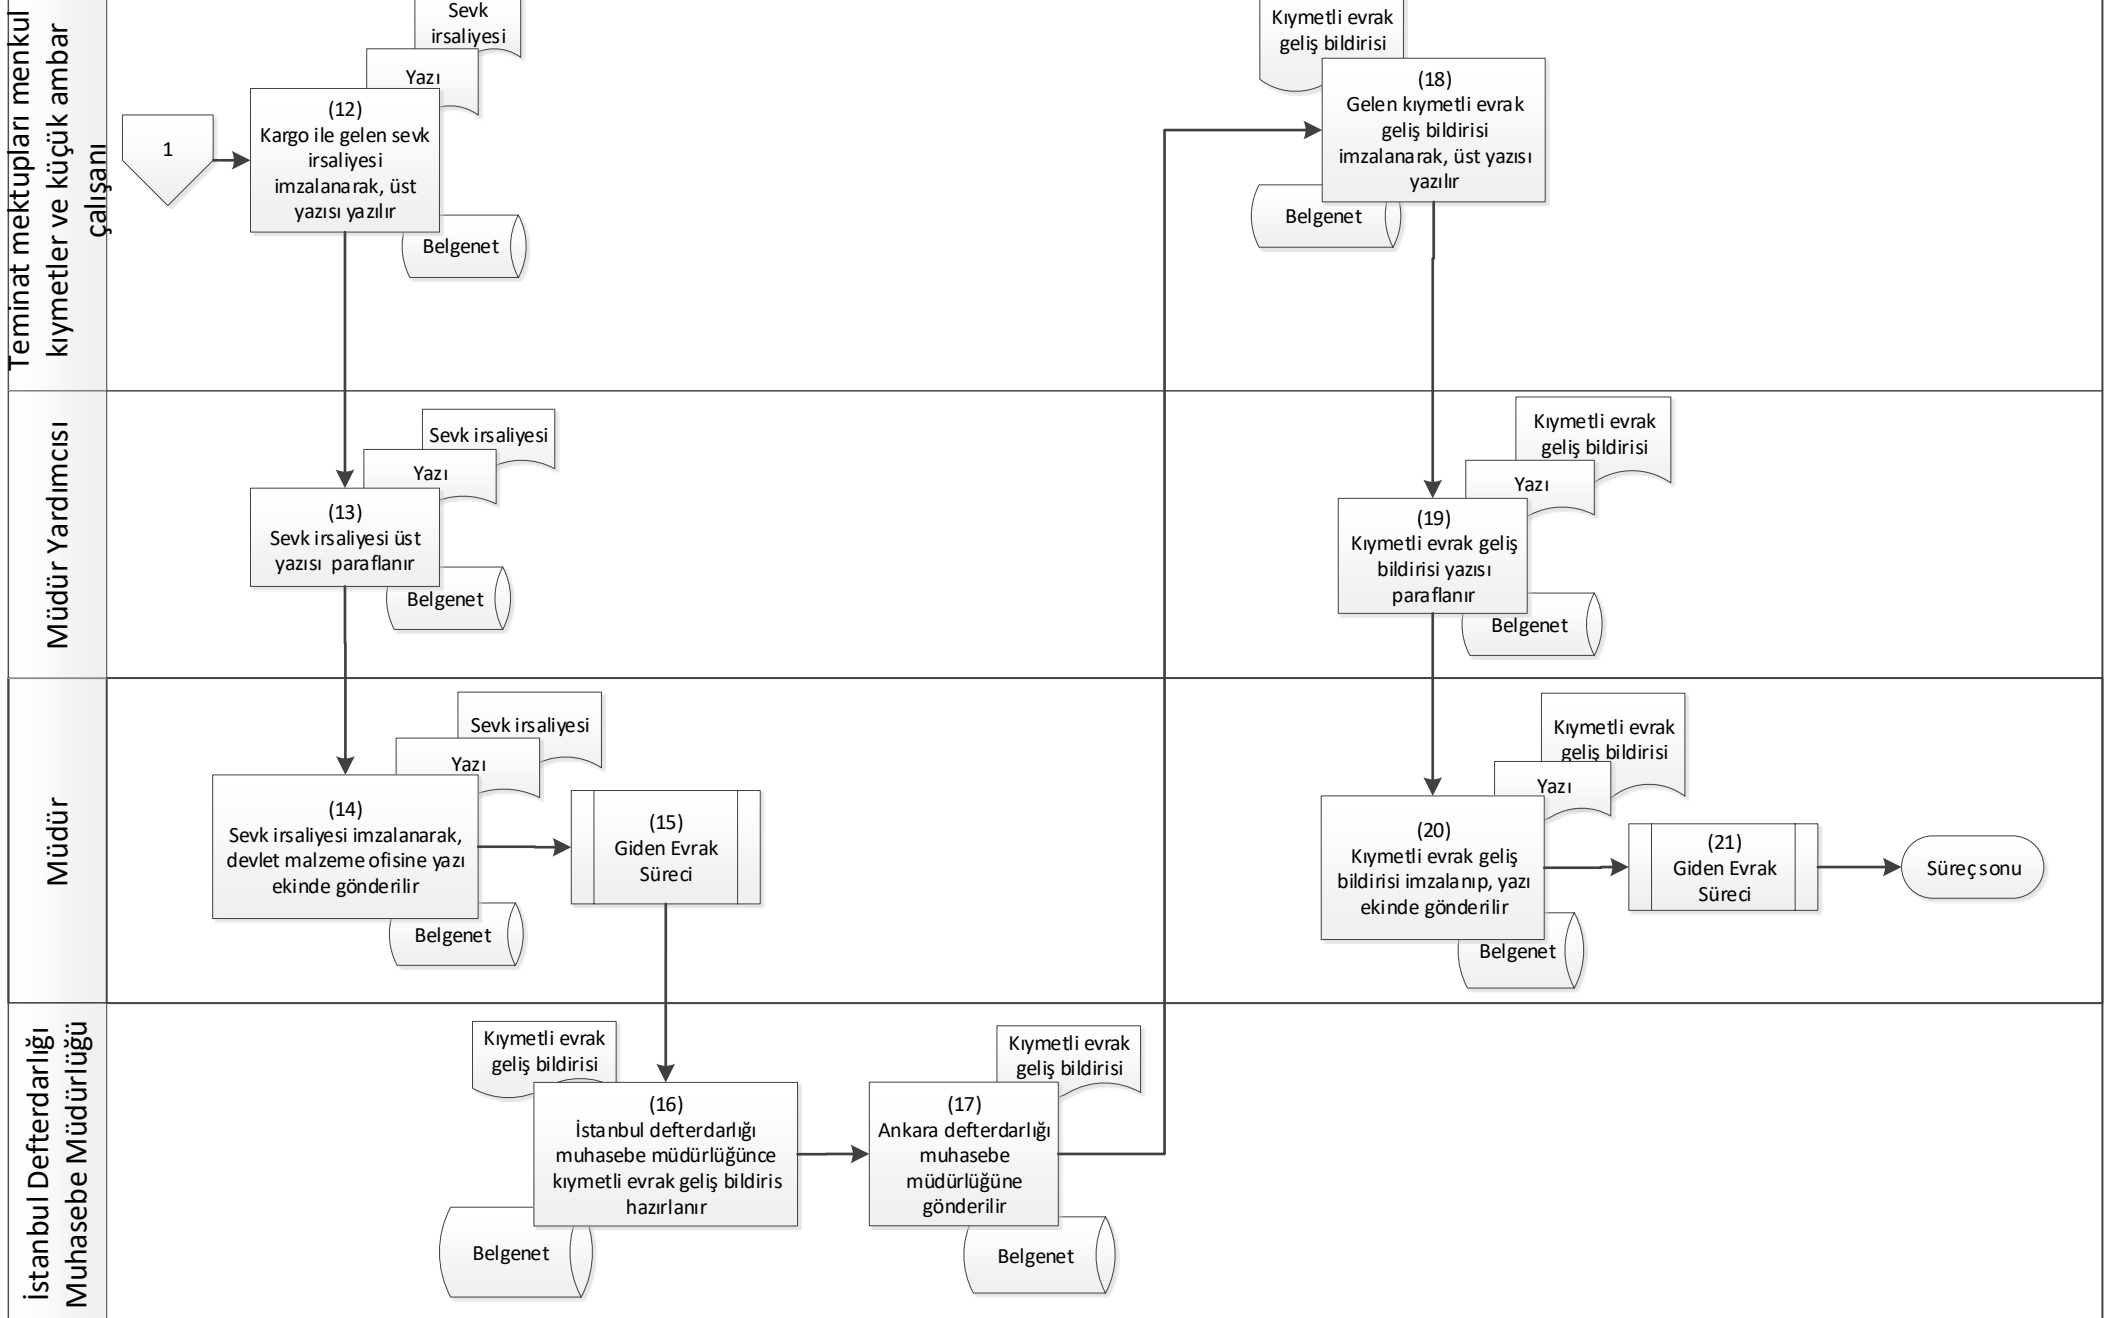 Teminat mektupları menkul
kıymetler ve küçük ambar
çalışanı
1
Sevk
irsaliyesi
Yazı
(12)
Kargo ile gelen sevk
irsaliyesi
imzalanarak, üst
yazısı yazılır
Belgenet
Kıymetli evrak
geliş bildirisi
(18)
Gelen kıymetli evrak
geliş bildirisi
imzalanarak, üst yazısı
yazılır
Belgenet
Müdür Yardımcısı
Sevk irsaliyesi
Yazı
(13)
Sevk irsaliyesi üst
yazısı paraflanır
Belgenet
Kıymetli evrak
geliş bildirisi
Yazı
(19)
Kıymetli evrak geliş
bildirisi yazısı
paraflanır
Belgenet
Müdür
Sevk irsaliyesi
Yazı
(14)
Sevk irsaliyesi imzalanarak,
devlet malzeme ofisine yazı
ekinde gönderilir
Belgenet
(15)
Giden Evrak
Süreci
Kıymetli evrak
geliş bildirisi
Yazı
(20)
Kıymetli evrak geliş
bildirisi imzalanıp, yazı
ekinde gönderilir
Belgenet
(21)
Giden Evrak
Süreci
Süreç sonu
İstanbul Defterdarlığı
Muhasebe Müdürlüğü
Kıymetli evrak
geliş bildirisi
(16)
İstanbul defterdarlığı
muhasebe müdürlüğünce
kıymetli evrak geliş bildiris
hazırlanır
Belgenet
Kıymetli evrak
geliş bildirisi
(17)
Ankara defterdarlığı
muhasebe
müdürlüğüne
gönderilir
Belgenet